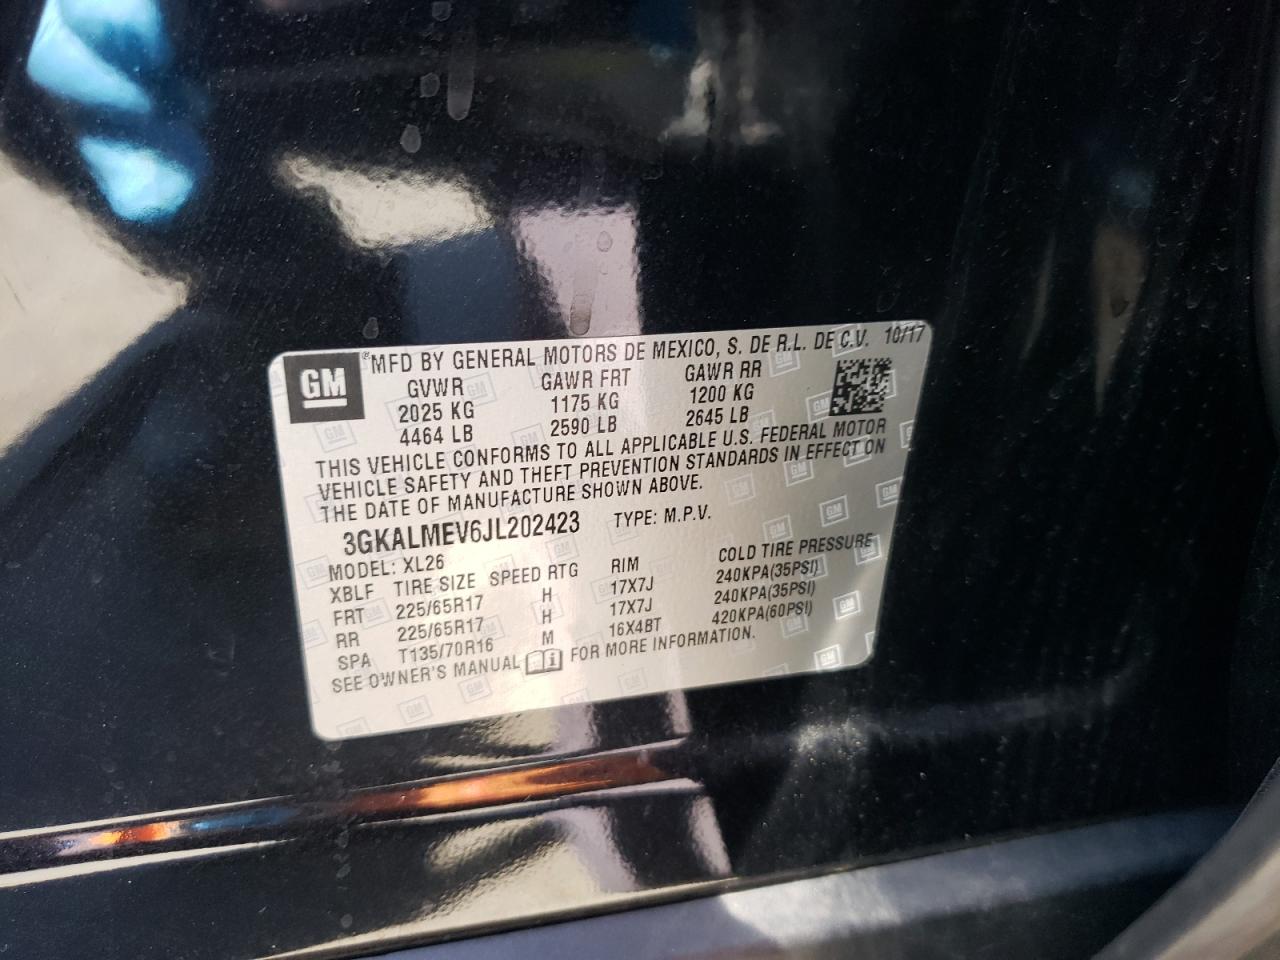 GM ® MFD BY GENERAL MOTORS DE MEXICO, S. DE R.L. DE C.V. 10/17
GVWR GAWR FRT GAWR RR
2025 KG 1175 KG 1200 KG
4464 LB 2590 LB 2645 LB
THIS VEHICLE CONFORMS TO ALL APPLICABLE U.S. FEDERAL MOTOR
VEHICLE SAFETY AND THEFT PREVENTION STANDARDS IN EFFECT ON
THE DATE OF MANUFACTURE SHOWN ABOVE.
3GKALMEV6JL202423 TYPE: M.P.V.
MODEL: XL26
XBLF TIRE SIZE SPEED RTG RIM COLD TIRE PRESSURE
FRT 225/65R17 H 17X7J 240KPA(35PSI)
RR 225/65R17 H 17X7J 240KPA(35PSI)
SPA T135/70R16 M 16X4BT 420KPA(60PSI)
SEE OWNER'S MANUAL i FOR MORE INFORMATION.